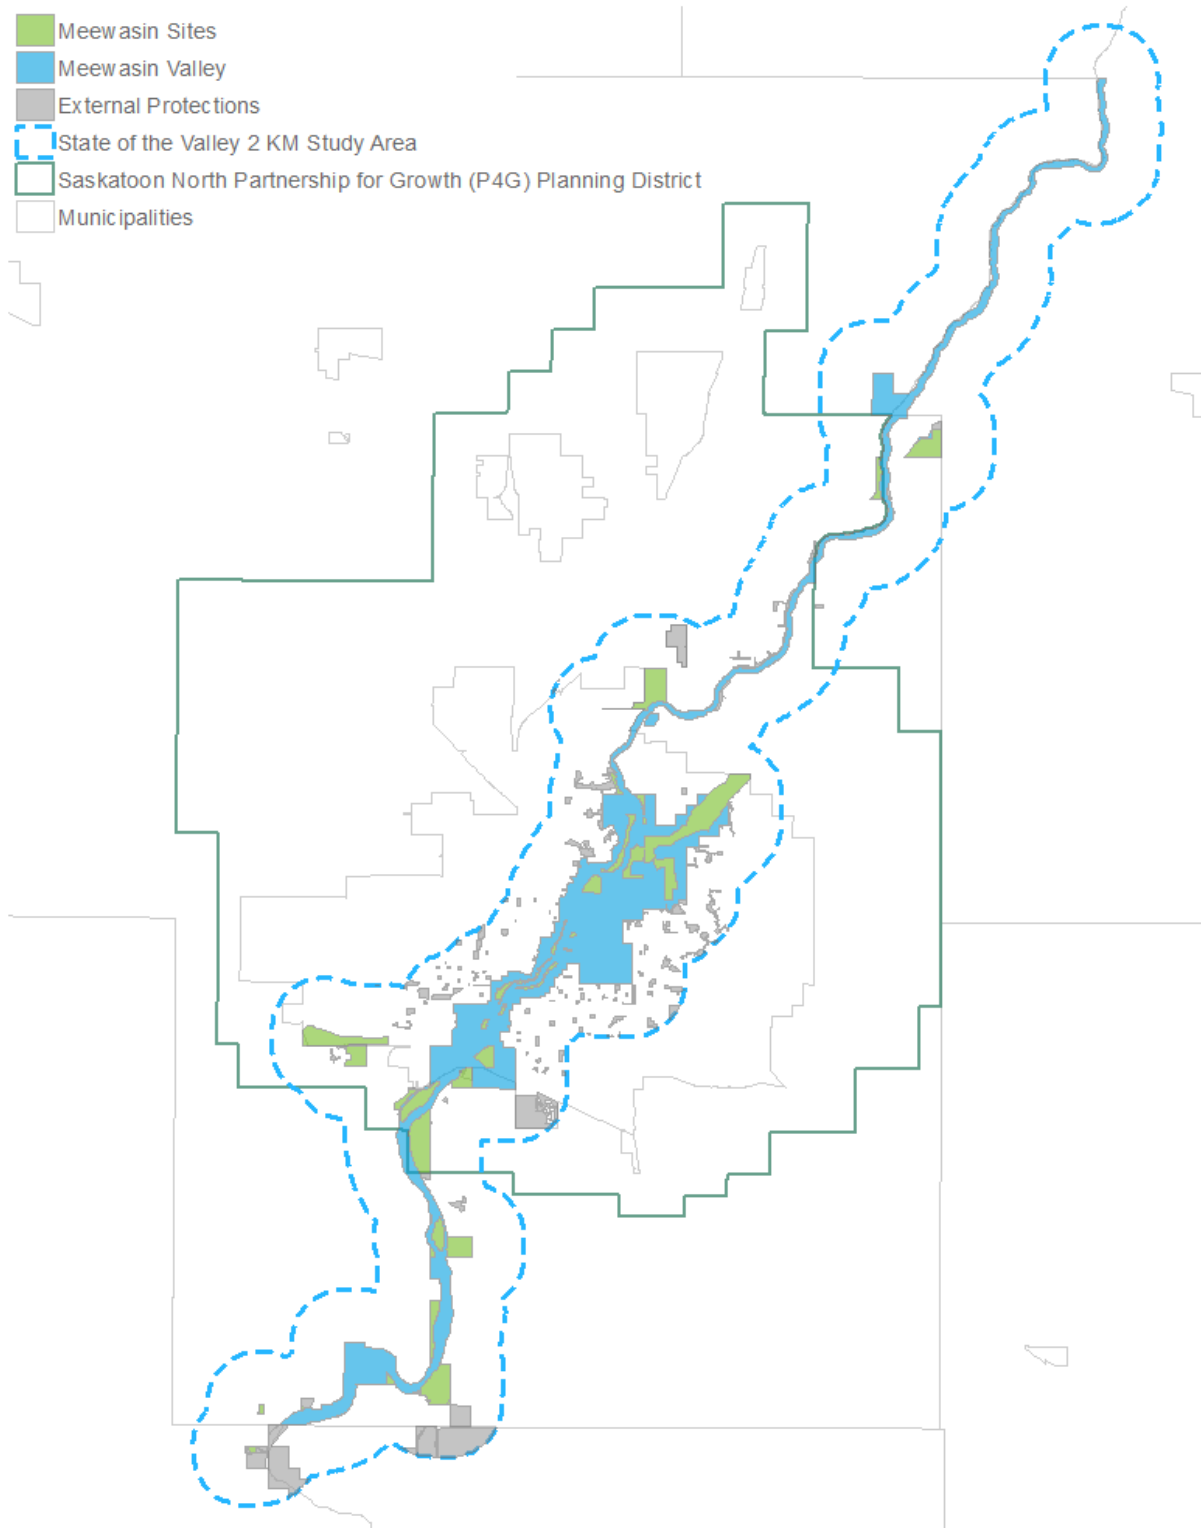 Meewasin Sites
Meewasin Valley
External Protections
State of the Valley 2 KM Study Area
Saskatoon North Partnership for Growth (P4G) Planning District
Municipalities